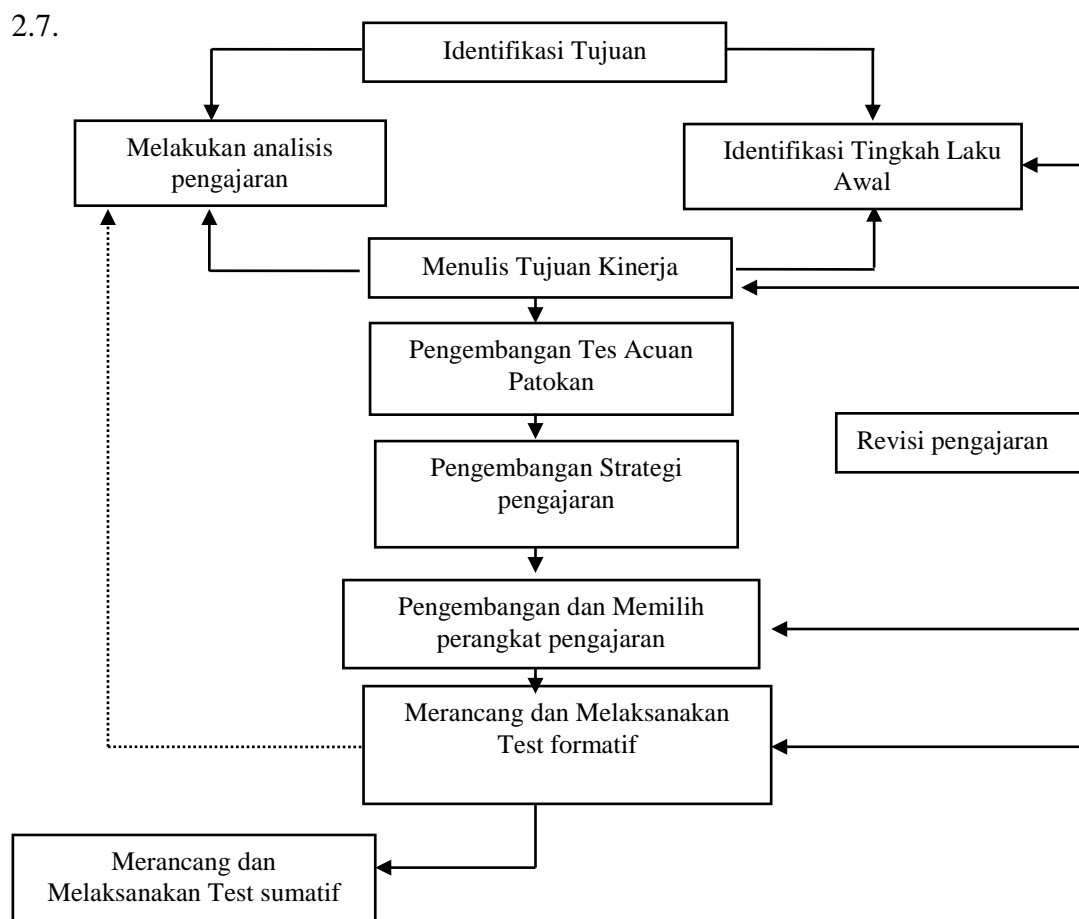 2.7.
Identifikasi Tujuan
Melakukan analisis
pengajaran
Identifikasi Tingkah Laku
Awal
Menulis Tujuan Kinerja
Pengembangan Tes Acuan
Patokan
Revisi pengajaran
Pengembangan Strategi
pengajaran
Pengembangan dan Memilih
perangkat pengajaran
Merancang dan Melaksanakan
Test formatif
Merancang dan
Melaksanakan Test sumatif